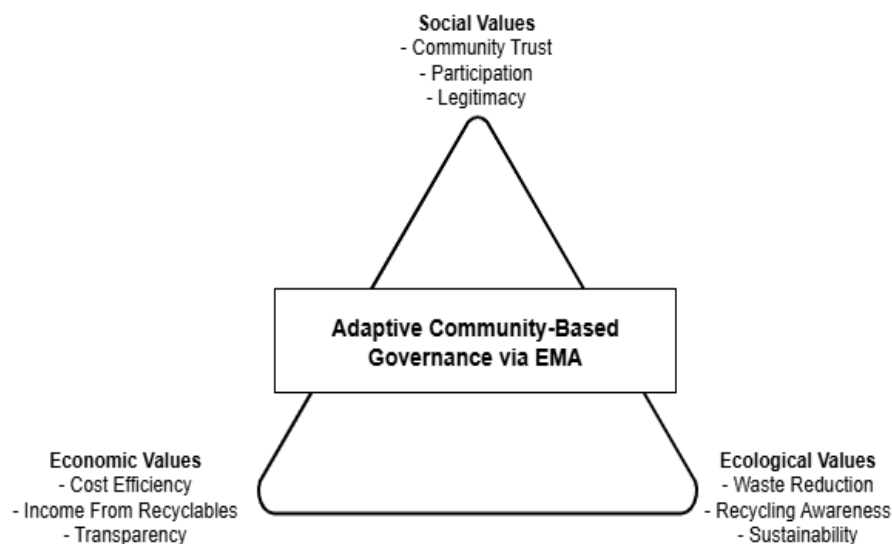 Social Values
- Community Trust
- Participation
- Legitimacy
Adaptive Community-Based
Governance via EMA
Economic Values
- Cost Efficiency
- Income From Recyclables
- Transparency
Ecological Values
- Waste Reduction
- Recycling Awareness
- Sustainability